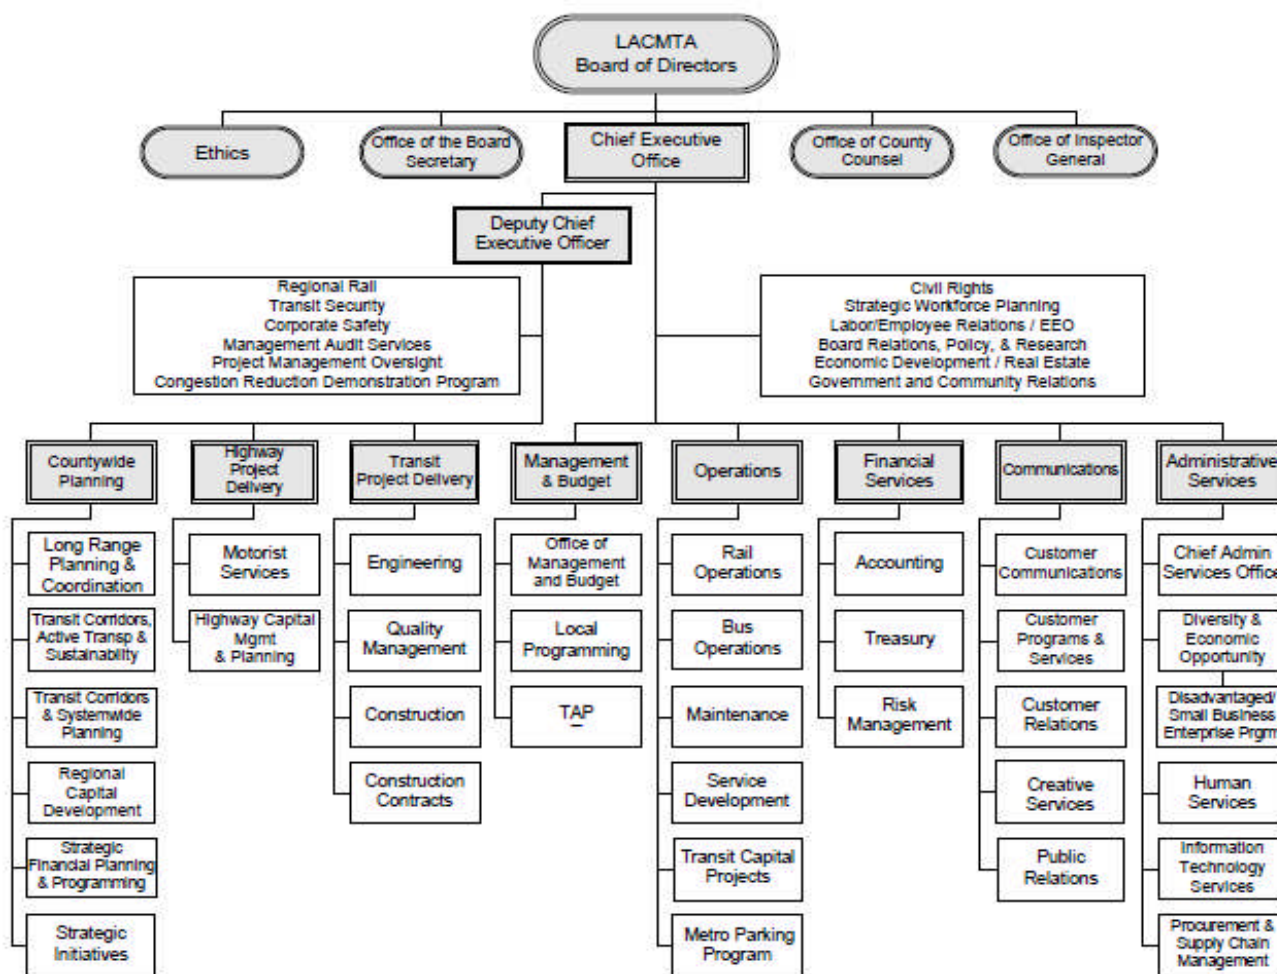 LACMTA
Board of Directors
Ethics
Office of the Board
Secretary
Chief Executive
Office
Office of County
Counsel
Office of Inspector
General
Deputy Chief
Executive Officer
Regional Rail
Transit Security
Corporate Safety
Management Audit Services
Project Management Oversight
Congestion Reduction Demonstration Program
Civil Rights
Strategic Workforce Planning
Labor/Employee Relations / EEO
Board Relations, Policy, & Research
Economic Development / Real Estate
Government and Community Relations
Countywide
Planning
Highway
Project
Delivery
Transit
Project Delivery
Management
& Budget
Operations
Financial
Services
Communications
Administrative
Services
Long Range
Planning &
Coordination
Transit Corridors,
Active Transp &
Sustainability
Transit Corridors
& Systemwide
Planning
Regional
Capital
Development
Strategic
Financial Planning
& Programming
Strategic
Initiatives
Motorist
Services
Highway Capital
Mgmt
& Planning
Engineering
Quality
Management
Construction
Construction
Contracts
Office of
Management
and Budget
Local
Programming
TAP
Rail
Operations
Bus
Operations
Maintenance
Service
Development
Transit Capital
Projects
Metro Parking
Program
Accounting
Treasury
Risk
Management
Customer
Communications
Customer
Programs &
Services
Customer
Relations
Creative
Services
Public
Relations
Chief Admin
Services Office
Diversity &
Economic
Opportunity
Disadvantaged/
Small Business
Enterprise Prgm
Human
Services
Information
Technology
Services
Procurement &
Supply Chain
Management